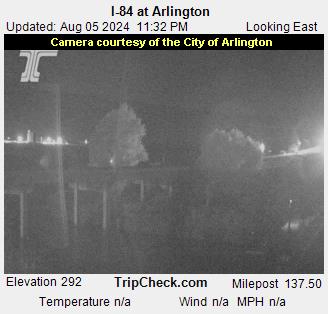 I-84 at Arlington
Updated: Aug 05 2024 11:32 PM Looking East
Camera courtesy of the City of Arlington
Elevation 292 TripCheck.com Milepost 137.50
Temperature n/a Wind n/a MPH n/a